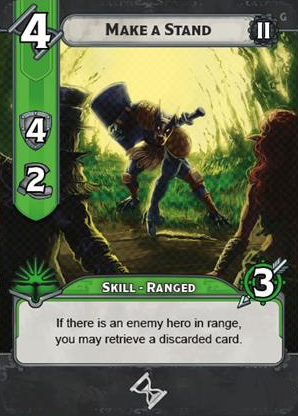 4
MAKE A STAND
II
G
4
2
SKILL - RANGED
3
If there is an enemy hero in range,
you may retrieve a discarded card.